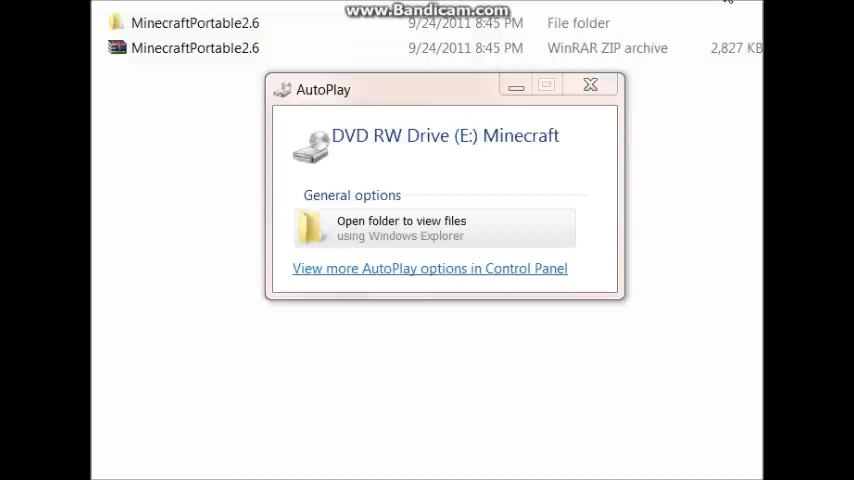 www.Bandicam.com
MinecraftPortable2.6 9/24/2011 8:45 PM File folder
MinecraftPortable2.6 9/24/2011 8:45 PM WinRAR ZIP archive 2,827 KB
AutoPlay
DVD RW Drive (E:) Minecraft
General options
Open folder to view files
using Windows Explorer
View more AutoPlay options in Control Panel